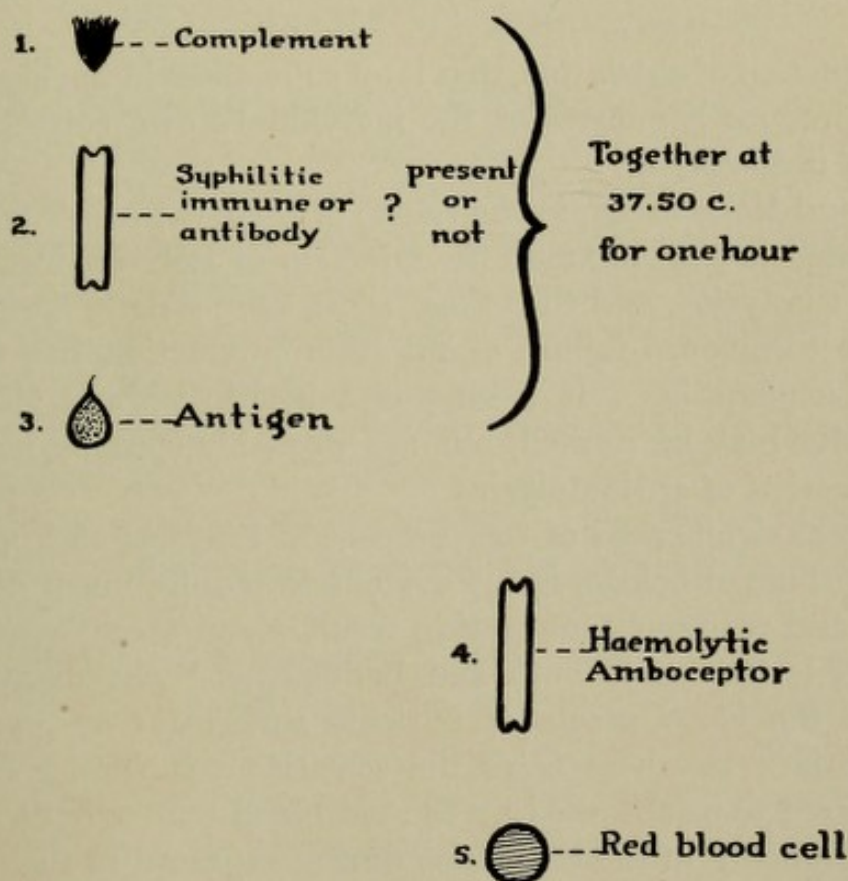 1. Complement
2. Syphilitic immune or antibody ? present or not
Together at
37.50 c.
for one hour
3. Antigen
4. Haemolytic
Amboceptor
5. Red blood cell